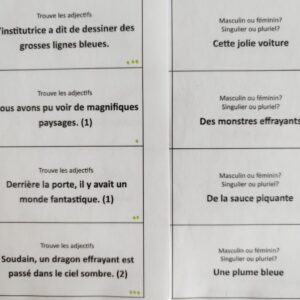 Trouve les adjectifs
'institutrice a dit de dessiner des
grosses lignes bleues.
Trouve les adjectifs
ous avons pu voir de magnifiques
paysages. (1)
Trouve les adjectifs
Derrière la porte, il y avait un
monde fantastique. (1)
Trouve les adjectifs
Soudain, un dragon effrayant est
passé dans le ciel sombre. (2)
Masculin ou féminin?
Singulier ou pluriel?
Cette jolie voiture
Masculin ou féminin?
Singulier ou pluriel?
Des monstres effrayants
Masculin ou féminin?
Singulier ou pluriel?
De la sauce piquante
Masculin ou féminin?
Singulier ou pluriel?
Une plume bleue